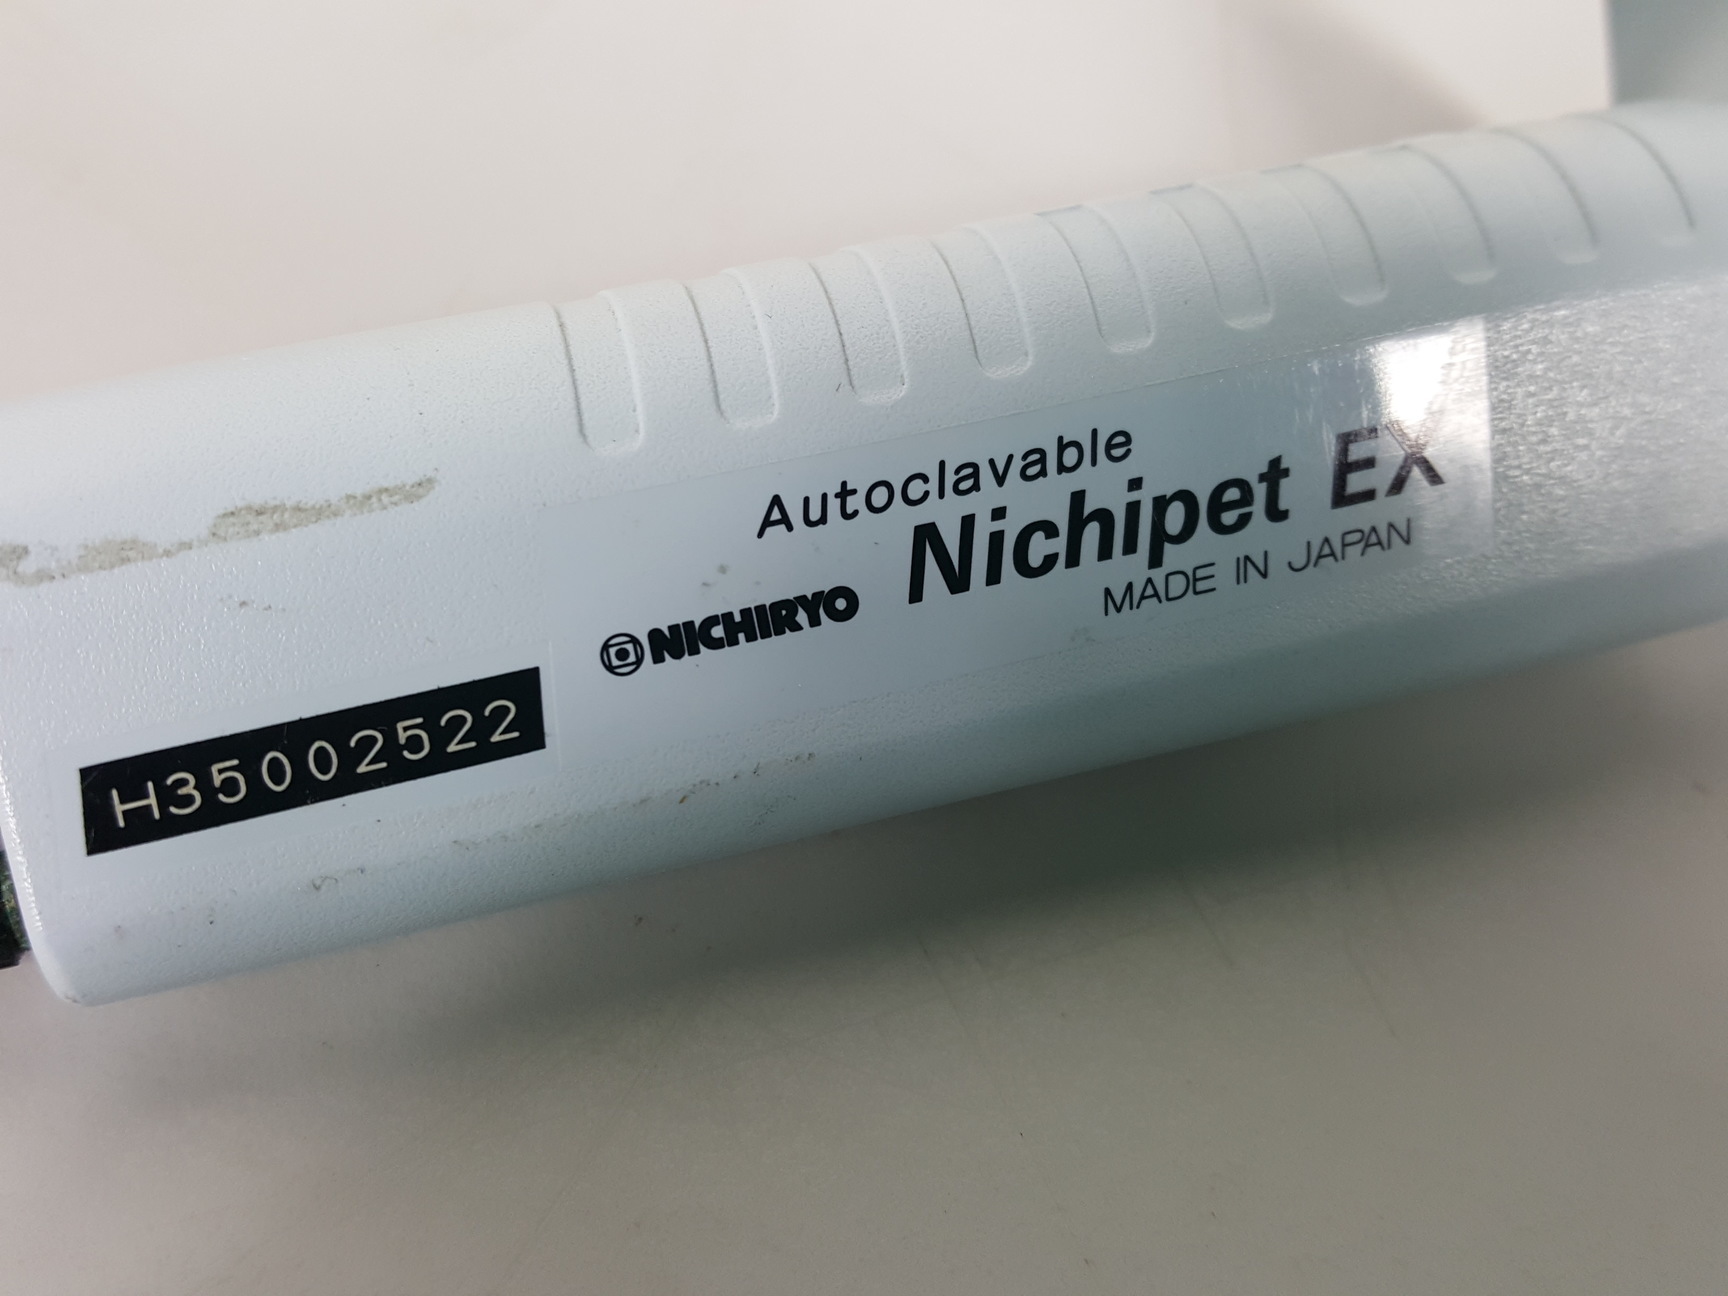 Autoclavable
NICHIRYO Nichipet EX
MADE IN JAPAN
H35002522